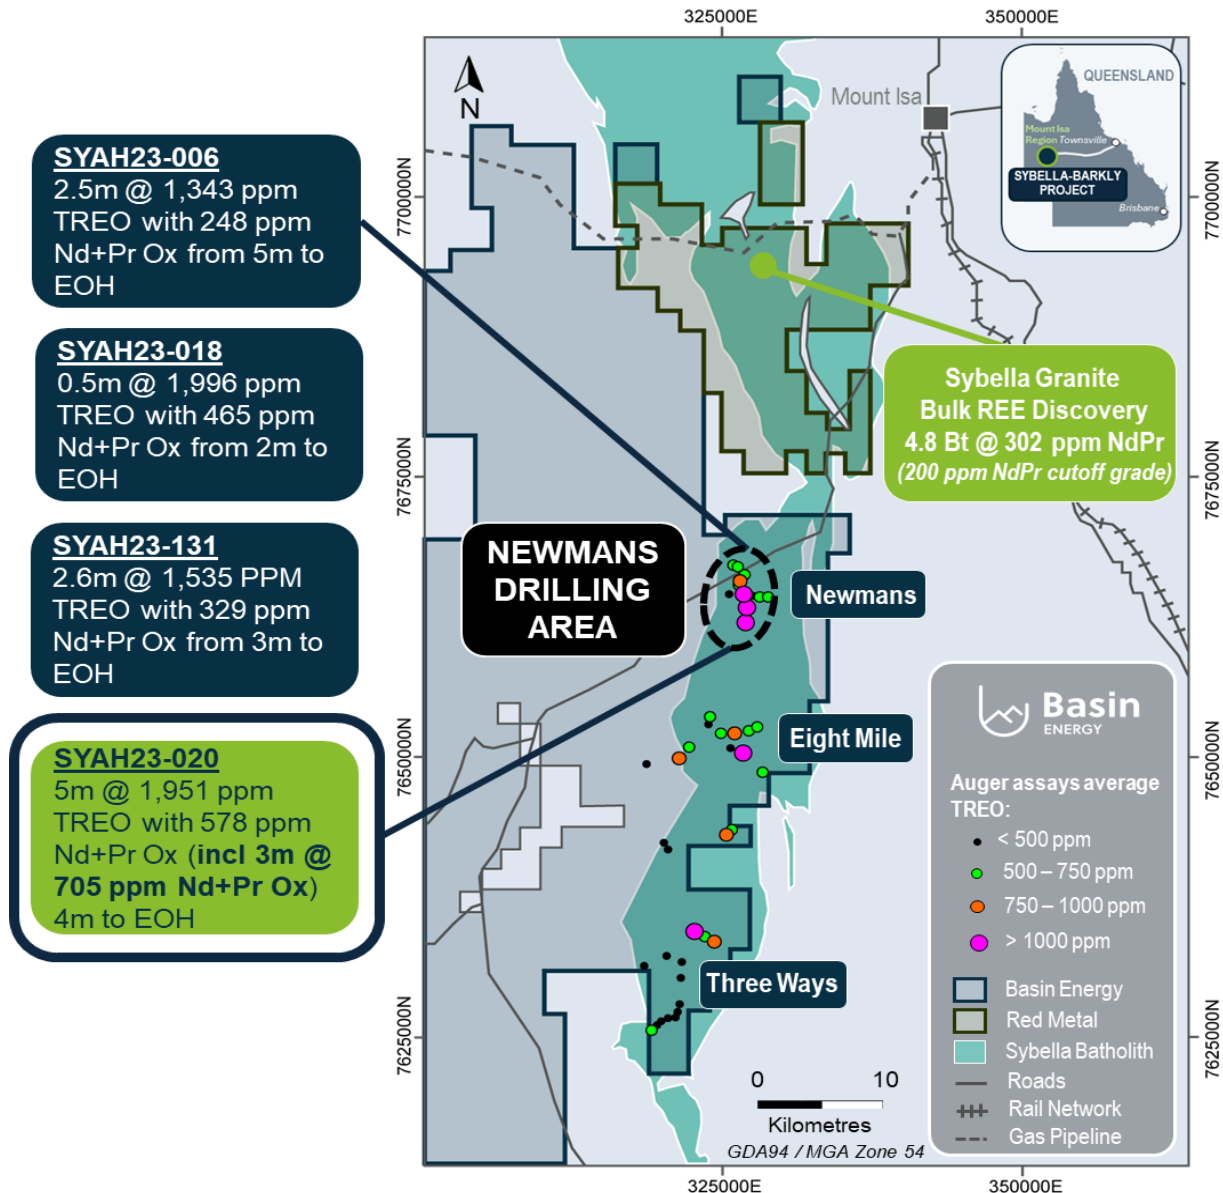 325000E
350000E
N
Mount Isa
QUEENSLAND
Mount Isa
Region
Townsville
SYBELLA-BARKLY
PROJECT
Brisbane
7700000N
7700000N
SYAH23-006
2.5m @ 1,343 ppm
TREO with 248 ppm
Nd+Pr Ox from 5m to
EOH
SYAH23-018
0.5m @ 1,996 ppm
TREO with 465 ppm
Nd+Pr Ox from 2m to
EOH
SYAH23-131
2.6m @ 1,535 PPM
TREO with 329 ppm
Nd+Pr Ox from 3m to
EOH
SYAH23-020
5m @ 1,951 ppm
TREO with 578 ppm
Nd+Pr Ox (incl 3m @
705 ppm Nd+Pr Ox)
4m to EOH
Sybella Granite
Bulk REE Discovery
4.8 Bt @ 302 ppm NdPr
(200 ppm NdPr cutoff grade)
7675000N
7675000N
NEWMANS
DRILLING
AREA
Newmans
Eight Mile
Three Ways
7650000N
7650000N
7625000N
7625000N
Basin
ENERGY
Auger assays average
TREO:
< 500 ppm
500 – 750 ppm
750 – 1000 ppm
> 1000 ppm
Basin Energy
Red Metal
Sybella Batholith
Roads
Rail Network
Gas Pipeline
0 10
Kilometres
GDA94 / MGA Zone 54
325000E
350000E